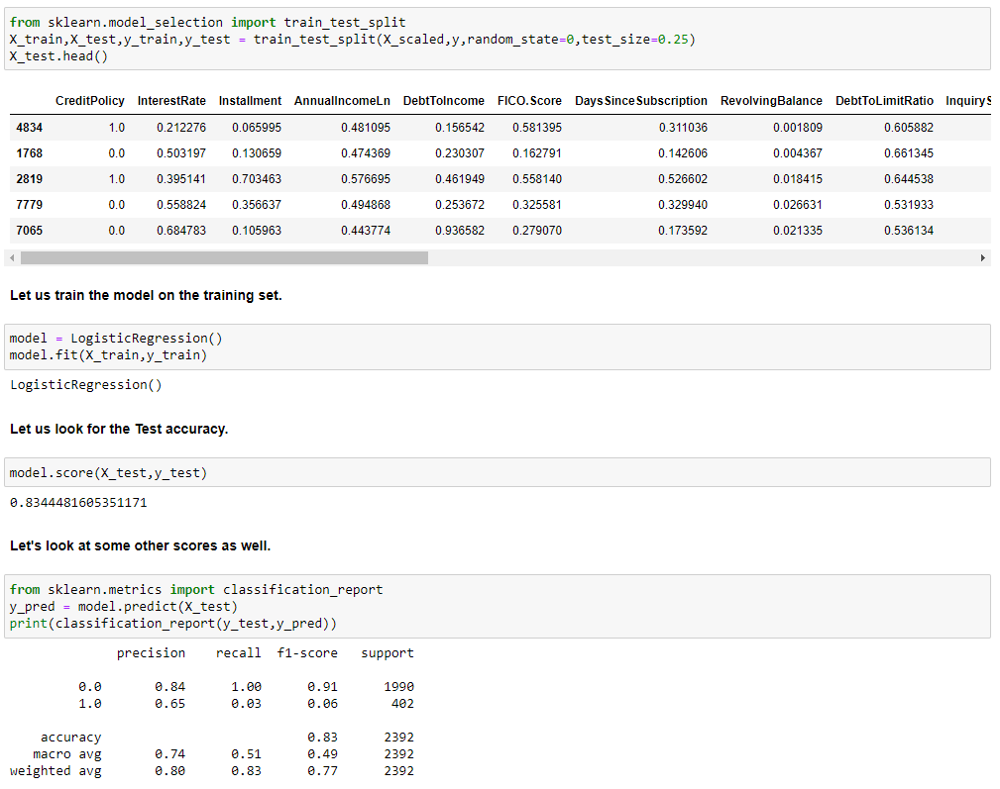 from sklearn.model_selection import train_test_split
X_train,X_test,y_train,y_test = train_test_split(X_scaled,y,random_state=0,test_size=0.25)
X_test.head()
CreditPolicy InterestRate Installment AnnualIncomeLn DebtToIncome FICO.Score DaysSinceSubscription RevolvingBalance DebtToLimitRatio InquiryS
4834 1.0 0.212276 0.065995 0.481095 0.156542 0.581395 0.311036 0.001809 0.605882
1768 0.0 0.503197 0.130659 0.474369 0.230307 0.162791 0.142606 0.004367 0.661345
2819 1.0 0.395141 0.703463 0.576695 0.461949 0.558140 0.526602 0.018415 0.644538
7779 0.0 0.558824 0.356637 0.494868 0.253672 0.325581 0.329940 0.026631 0.531933
7065 0.0 0.684783 0.105963 0.443774 0.936582 0.279070 0.173592 0.021335 0.536134
Let us train the model on the training set.
model = LogisticRegression()
model.fit(X_train,y_train)
LogisticRegression()
Let us look for the Test accuracy.
model.score(X_test,y_test)
0.8344481605351171
Let's look at some other scores as well.
from sklearn.metrics import classification_report
y_pred = model.predict(X_test)
print(classification_report(y_test,y_pred))
precision recall f1-score support
0.0 0.84 1.00 0.91 1990
1.0 0.65 0.03 0.06 402
accuracy 0.83 2392
macro avg 0.74 0.51 0.49 2392
weighted avg 0.80 0.83 0.77 2392